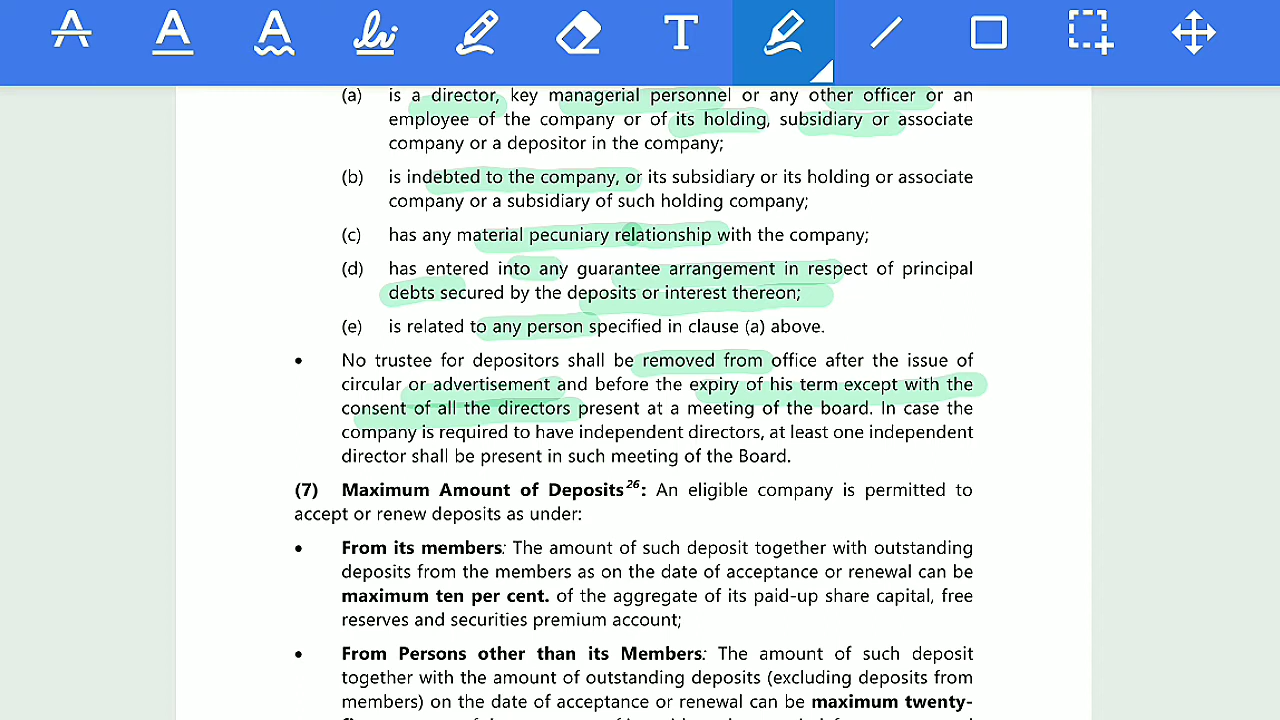 (a) is a director, key managerial personnel or any other officer or an
employee of the company or of its holding, subsidiary or associate
company or a depositor in the company;
(b) is indebted to the company, or its subsidiary or its holding or associate
company or a subsidiary of such holding company;
(c) has any material pecuniary relationship with the company;
(d) has entered into any guarantee arrangement in respect of principal
debts secured by the deposits or interest thereon;
(e) is related to any person specified in clause (a) above.
• No trustee for depositors shall be removed from office after the issue of
circular or advertisement and before the expiry of his term except with the
consent of all the directors present at a meeting of the board. In case the
company is required to have independent directors, at least one independent
director shall be present in such meeting of the Board.
(7) Maximum Amount of Deposits26: An eligible company is permitted to
accept or renew deposits as under:
• From its members: The amount of such deposit together with outstanding
deposits from the members as on the date of acceptance or renewal can be
maximum ten per cent. of the aggregate of its paid-up share capital, free
reserves and securities premium account;
• From Persons other than its Members: The amount of such deposit
together with the amount of outstanding deposits (excluding deposits from
members) on the date of acceptance or renewal can be maximum twenty-